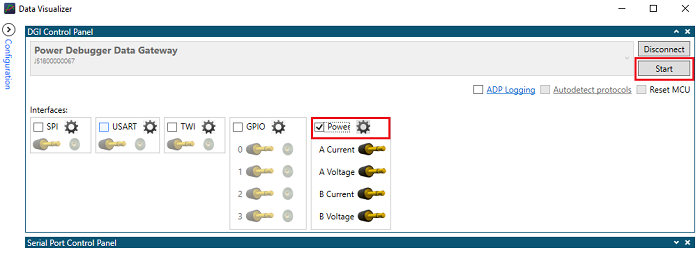 Data Visualizer
Configuration
DGI Control Panel
Power Debugger Data Gateway
J51800000067
Disconnect
Start
ADP Logging Autodetect protocols Reset MCU
Interfaces:
SPI USART TWI GPIO Power
0 A Current
1 A Voltage
2 B Current
3 B Voltage
Serial Port Control Panel